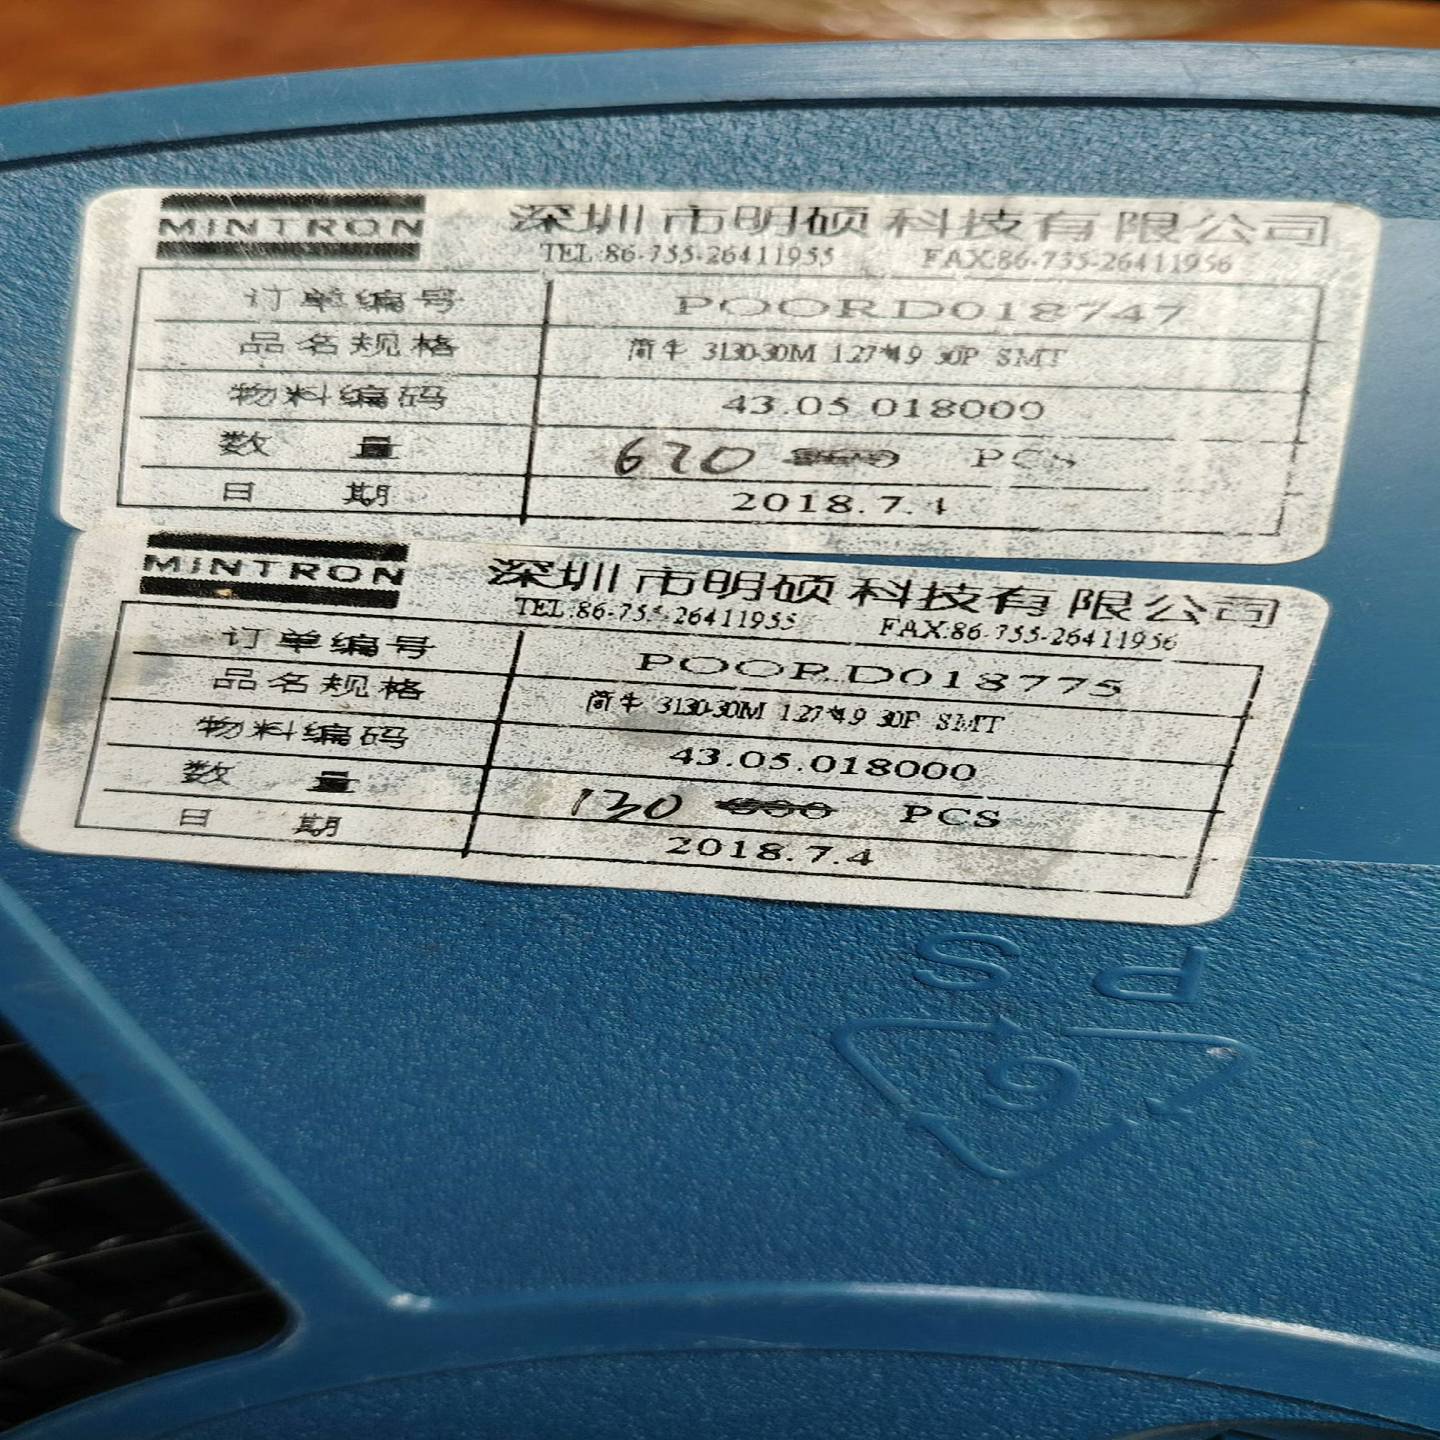 MINTRON 深圳市明硕科技有限公司
TEL:86-755-26411955 FAX:86-755-26411956
订单编号 POORD018747
品名规格 简牛 3130-30M 1.27*4.9 30P SMT
物料编码 43.05.018000
数 量 670 PCS
日 期 2018.7.4
MINTRON 深圳市明硕科技有限公司
TEL:86-755-26411955 FAX:86-755-26411956
订单编号 POORD018775
品名规格 简牛 3130-30M 1.27*4.9 30P SMT
物料编码 43.05.018000
数 量 130 PCS
日 期 2018.7.4
PS
6